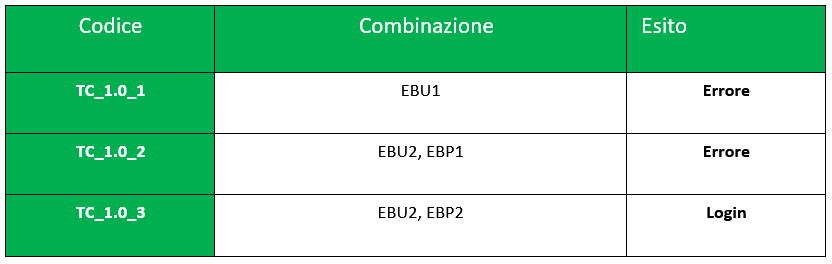 Codice Combinazione Esito
TC_1.0_1 EBU1 Errore
TC_1.0_2 EBU2, EBP1 Errore
TC_1.0_3 EBU2, EBP2 Login